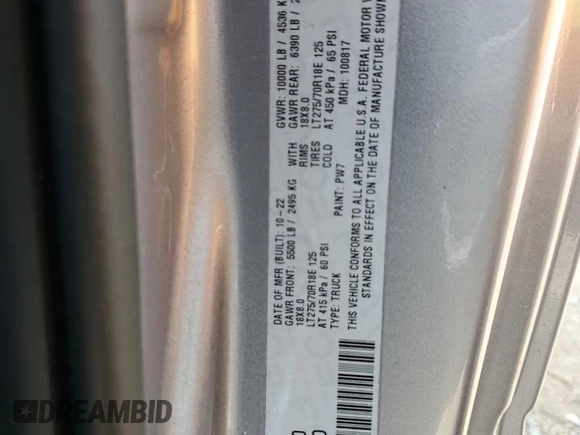 DATE OF MFR (BUILT): 10-22 GVWR: 10000 LB / 4536 K
GAWR FRONT: 5500 LB / 2495 KG WITH GAWR REAR: 6390 LB /
18X8.0 RIMS 18X8.0
LT275/70R18E 125 TIRES LT275/70R18E 125
AT 415 kPa / 60 PSI COLD AT 450 kPa / 65 PSI
TYPE: TRUCK PAINT: PW7 MDH: 100817
THIS VEHICLE CONFORMS TO ALL APPLICABLE U.S.A. FEDERAL MOTOR V
STANDARDS IN EFFECT ON THE DATE OF MANUFACTURE SHOW
DREAMBID